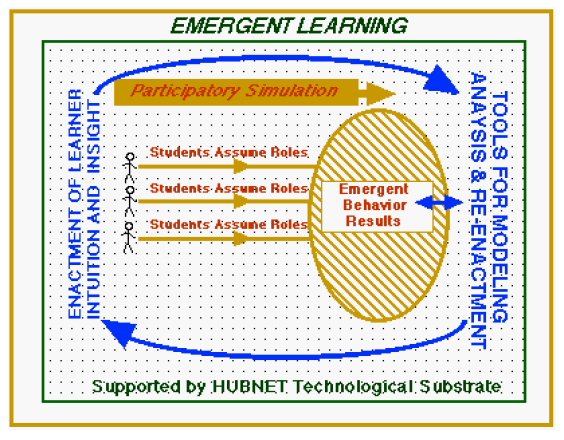 EMERGENT LEARNING
ENACTMENT OF LEARNER
INTUITION AND INSIGHT
Participatory Simulation
Students Assume Roles
Students Assume Roles
Students Assume Roles
Emergent
Behavior
Results
TOOLS FOR MODELING
ANAYSIS & RE-ENACTMENT
Supported by HUBNET Technological Substrate